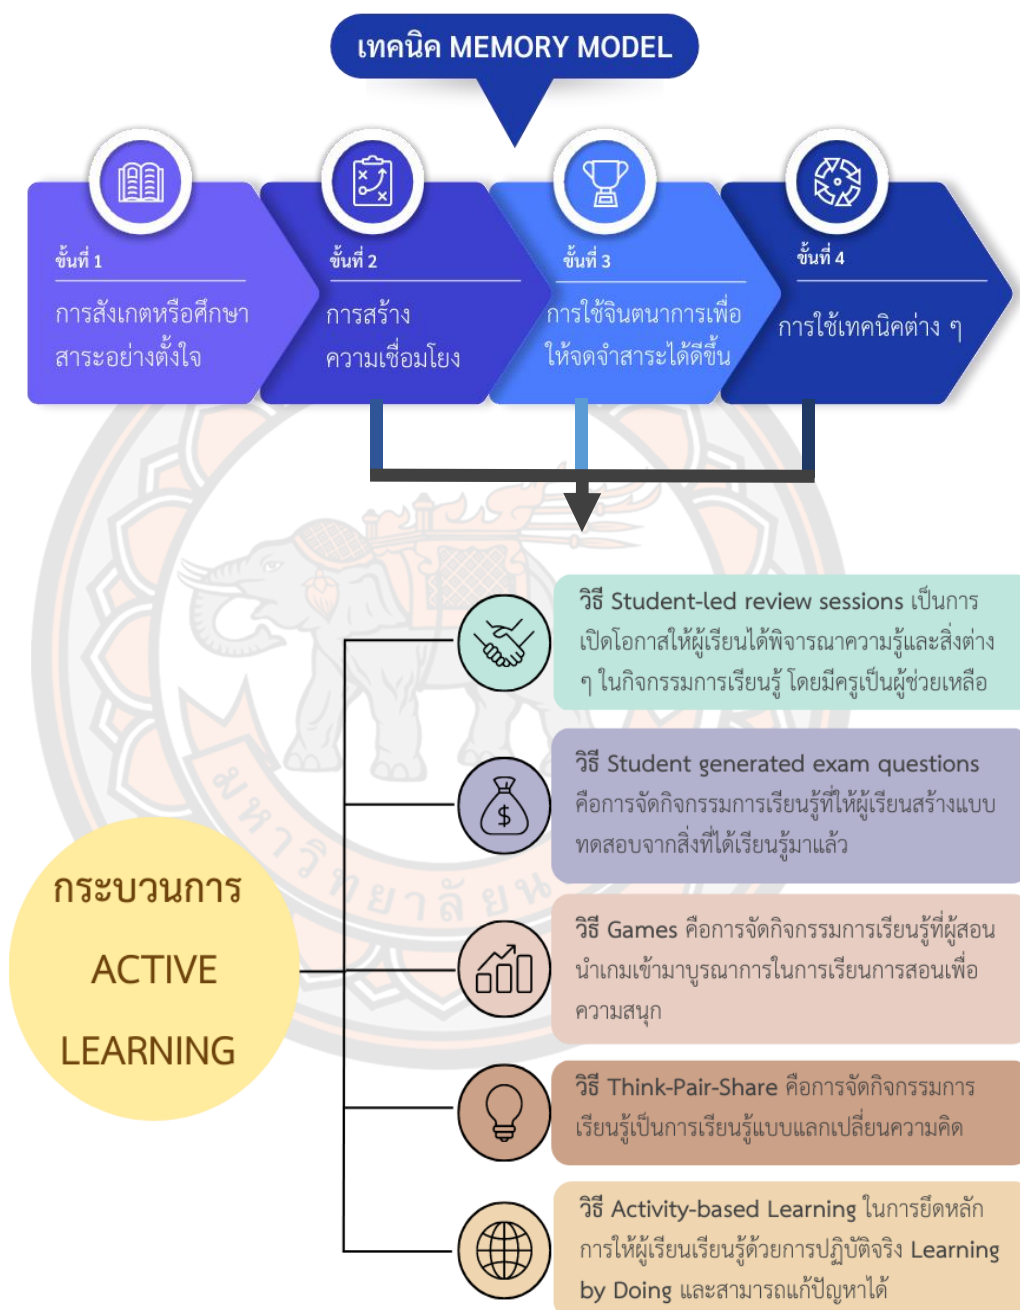 เทคนิค MEMORY MODEL
ขั้นที่ 1
การสังเกตหรือศึกษา
สาระอย่างตั้งใจ
ขั้นที่ 2
การสร้าง
ความเชื่อมโยง
ขั้นที่ 3
การใช้จินตนาการเพื่อ
ให้จดจำสาระได้ดีขึ้น
ขั้นที่ 4
การใช้เทคนิคต่าง ๆ
วิธี Student-led review sessions เป็นการ
เปิดโอกาสให้ผู้เรียนได้พิจารณาความรู้และสิ่งต่าง
ๆ ในกิจกรรมการเรียนรู้ โดยมีครูเป็นผู้ช่วยเหลือ
วิธี Student generated exam questions
คือการจัดกิจกรรมการเรียนรู้ที่ให้ผู้เรียนสร้างแบบ
ทดสอบจากสิ่งที่ได้เรียนรู้มาแล้ว
วิธี Games คือการจัดกิจกรรมการเรียนรู้ที่ผู้สอน
นำเกมเข้ามาบูรณาการในการเรียนการสอนเพื่อ
ความสนุก
วิธี Think-Pair-Share คือการจัดกิจกรรมการ
เรียนรู้เป็นการเรียนรู้แบบแลกเปลี่ยนความคิด
วิธี Activity-based Learning ในการยึดหลัก
การให้ผู้เรียนเรียนรู้ด้วยการปฏิบัติจริง Learning
by Doing และสามารถแก้ปัญหาได้
กระบวนการ
ACTIVE
LEARNING
$
มหาวิทยาลัยน